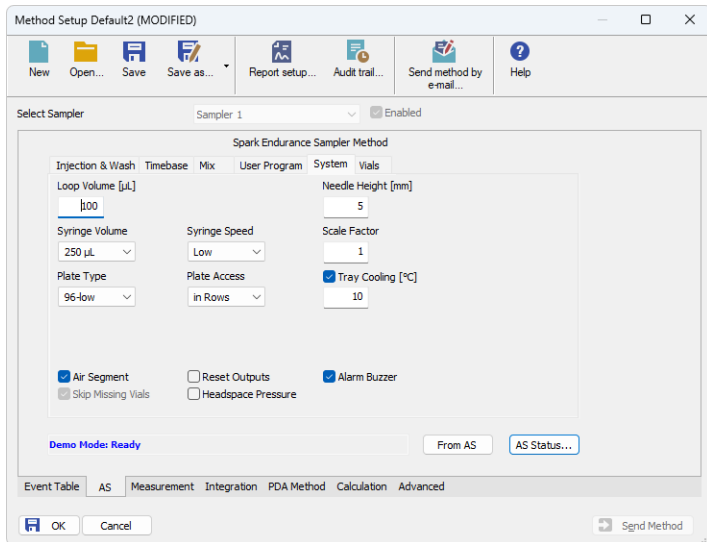 Method Setup Default2 (MODIFIED)
New Open... Save Save as... Report setup... Audit trail... Send method by e-mail... Help
Select Sampler Sampler 1 Enabled
Spark Endurance Sampler Method
Injection & Wash Timebase Mix User Program System Vials
Loop Volume [µL] Needle Height [mm]
100 5
Syringe Volume Syringe Speed Scale Factor
250 µL Low 1
Plate Type Plate Access Tray Cooling [°C]
96-low in Rows 10
Air Segment Reset Outputs Alarm Buzzer
Skip Missing Vials Headspace Pressure
Demo Mode: Ready From AS AS Status...
Event Table AS Measurement Integration PDA Method Calculation Advanced
OK Cancel Send Method